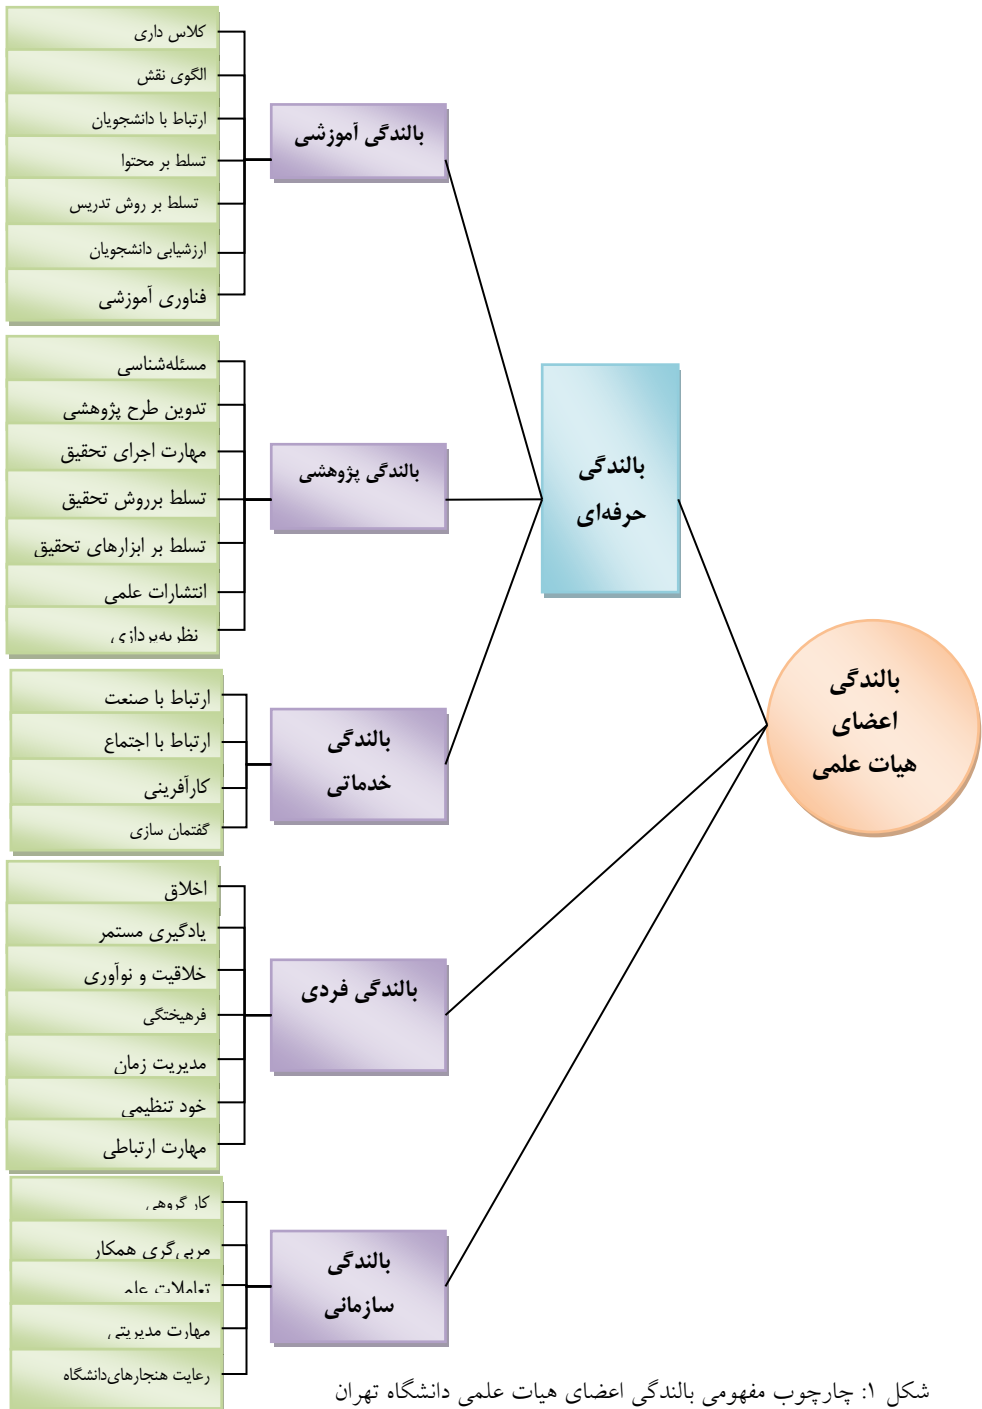 بالندگی
اعضای
هیات علمی
بالندگی
حرفه‌ای
بالندگی آموزشی
کلاس داری
الگوی نقش
ارتباط با دانشجویان
تسلط بر محتوا
تسلط بر روش تدریس
ارزشیابی دانشجویان
فناوری آموزشی
بالندگی پژوهشی
مسئله‌شناسی
تدوین طرح پژوهشی
مهارت اجرای تحقیق
تسلط برروش تحقیق
تسلط بر ابزارهای تحقیق
انتشارات علمی
نظریه‌پردازی
بالندگی
خدماتی
ارتباط با صنعت
ارتباط با اجتماع
کارآفرینی
گفتمان سازی
بالندگی فردی
اخلاق
یادگیری مستمر
خلاقیت و نوآوری
فرهیختگی
مدیریت زمان
خود تنظیمی
مهارت ارتباطی
بالندگی
سازمانی
کار گروهی
مربی‌گری همکار
تعاملات علمی
مهارت مدیریتی
رعایت هنجارهای‌دانشگاه
شکل ۱: چارچوب مفهومی بالندگی اعضای هیات علمی دانشگاه تهران